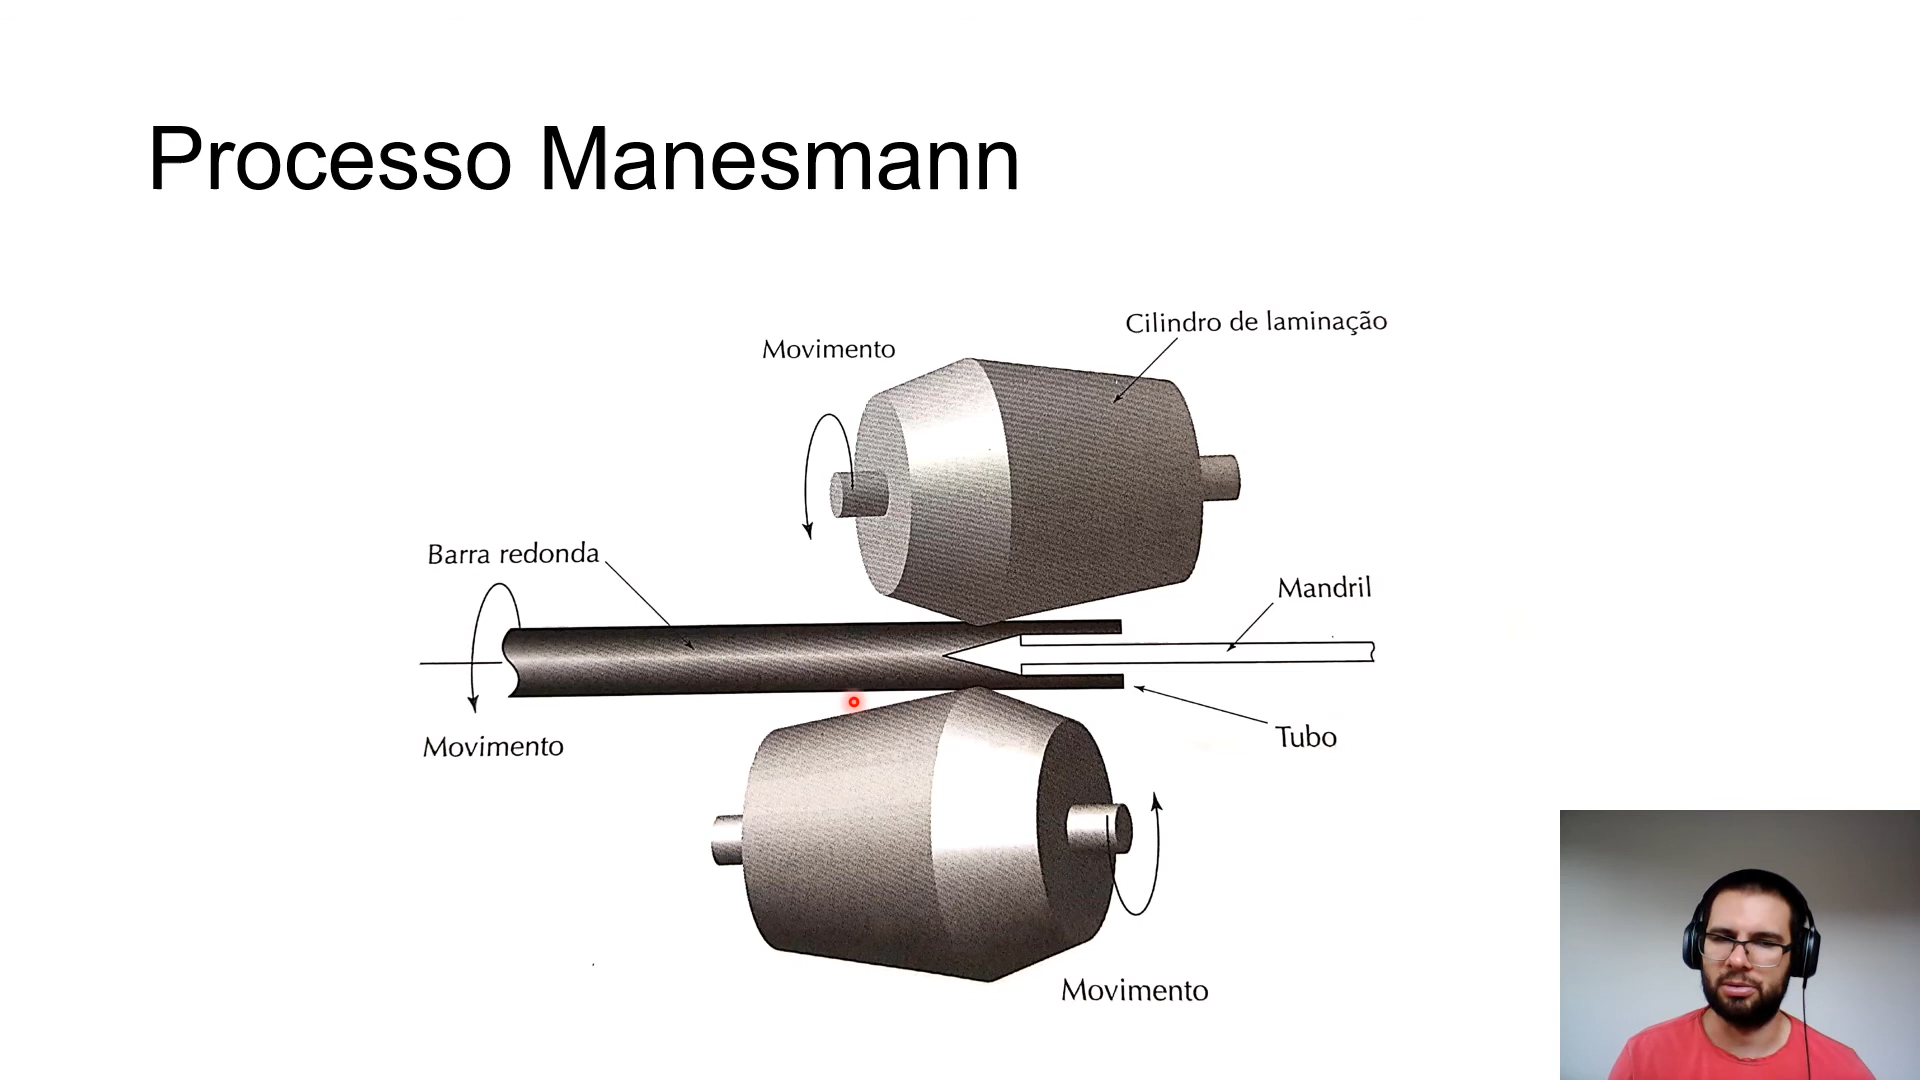 Processo Manesmann
Cilindro de laminação
Movimento
Barra redonda
Mandril
Movimento
Tubo
Movimento